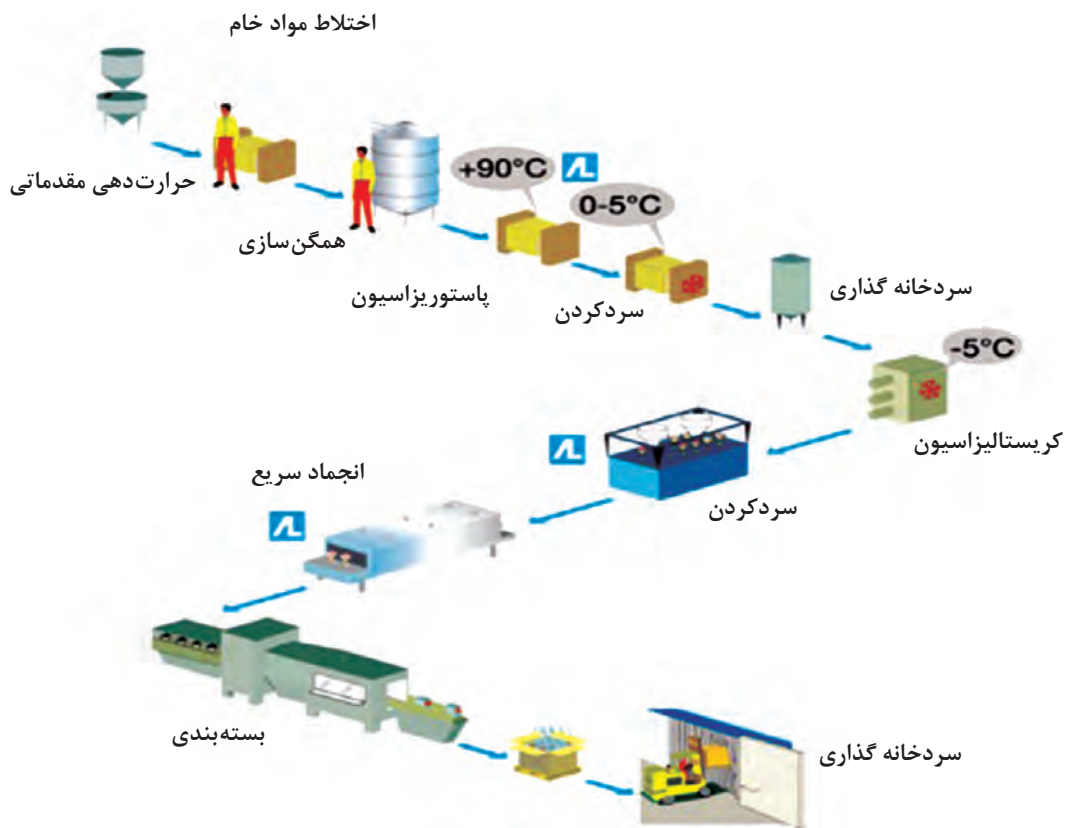 اختلاط مواد خام
حرارت‌دهی مقدماتی
همگن‌سازی
+90°C
پاستوریزاسیون
0-5°C
سردکردن
سردخانه گذاری
-5°C
کریستالیزاسیون
سردکردن
انجماد سریع
بسته‌بندی
سردخانه گذاری